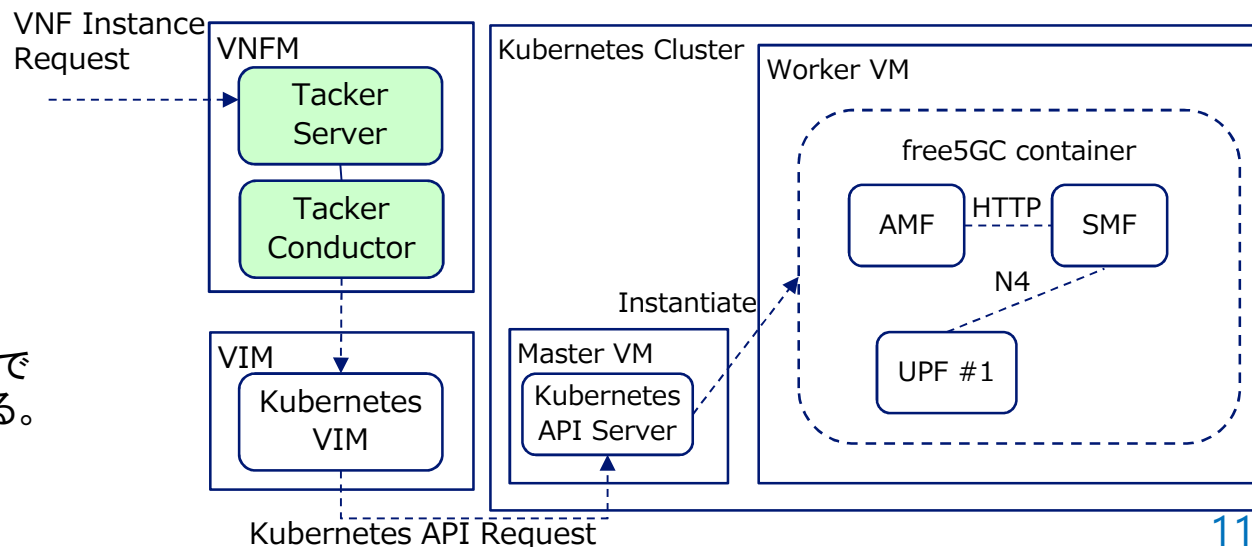 VNF Instance
Request
VNFM
Tacker
Server
Tacker
Conductor
で
る。
VIM
Kubernetes
VIM
Kubernetes API Request
Kubernetes Cluster
Instantiate
Master VM
Kubernetes
API Server
Worker VM
free5GC container
AMF
HTTP
SMF
N4
UPF #1
11